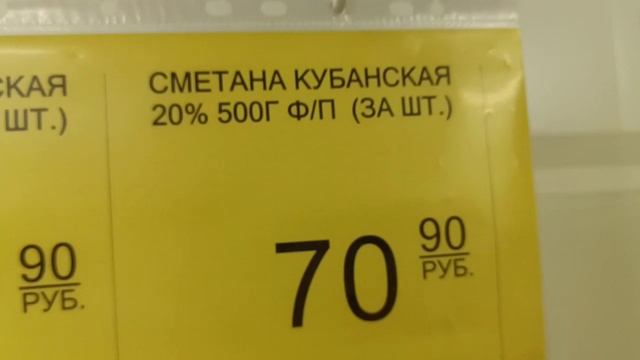 СКАЯ
ШТ.)
90
РУБ.
СМЕТАНА КУБАНСКАЯ
20% 500Г Ф/П (ЗА ШТ.)
70 90
РУБ.